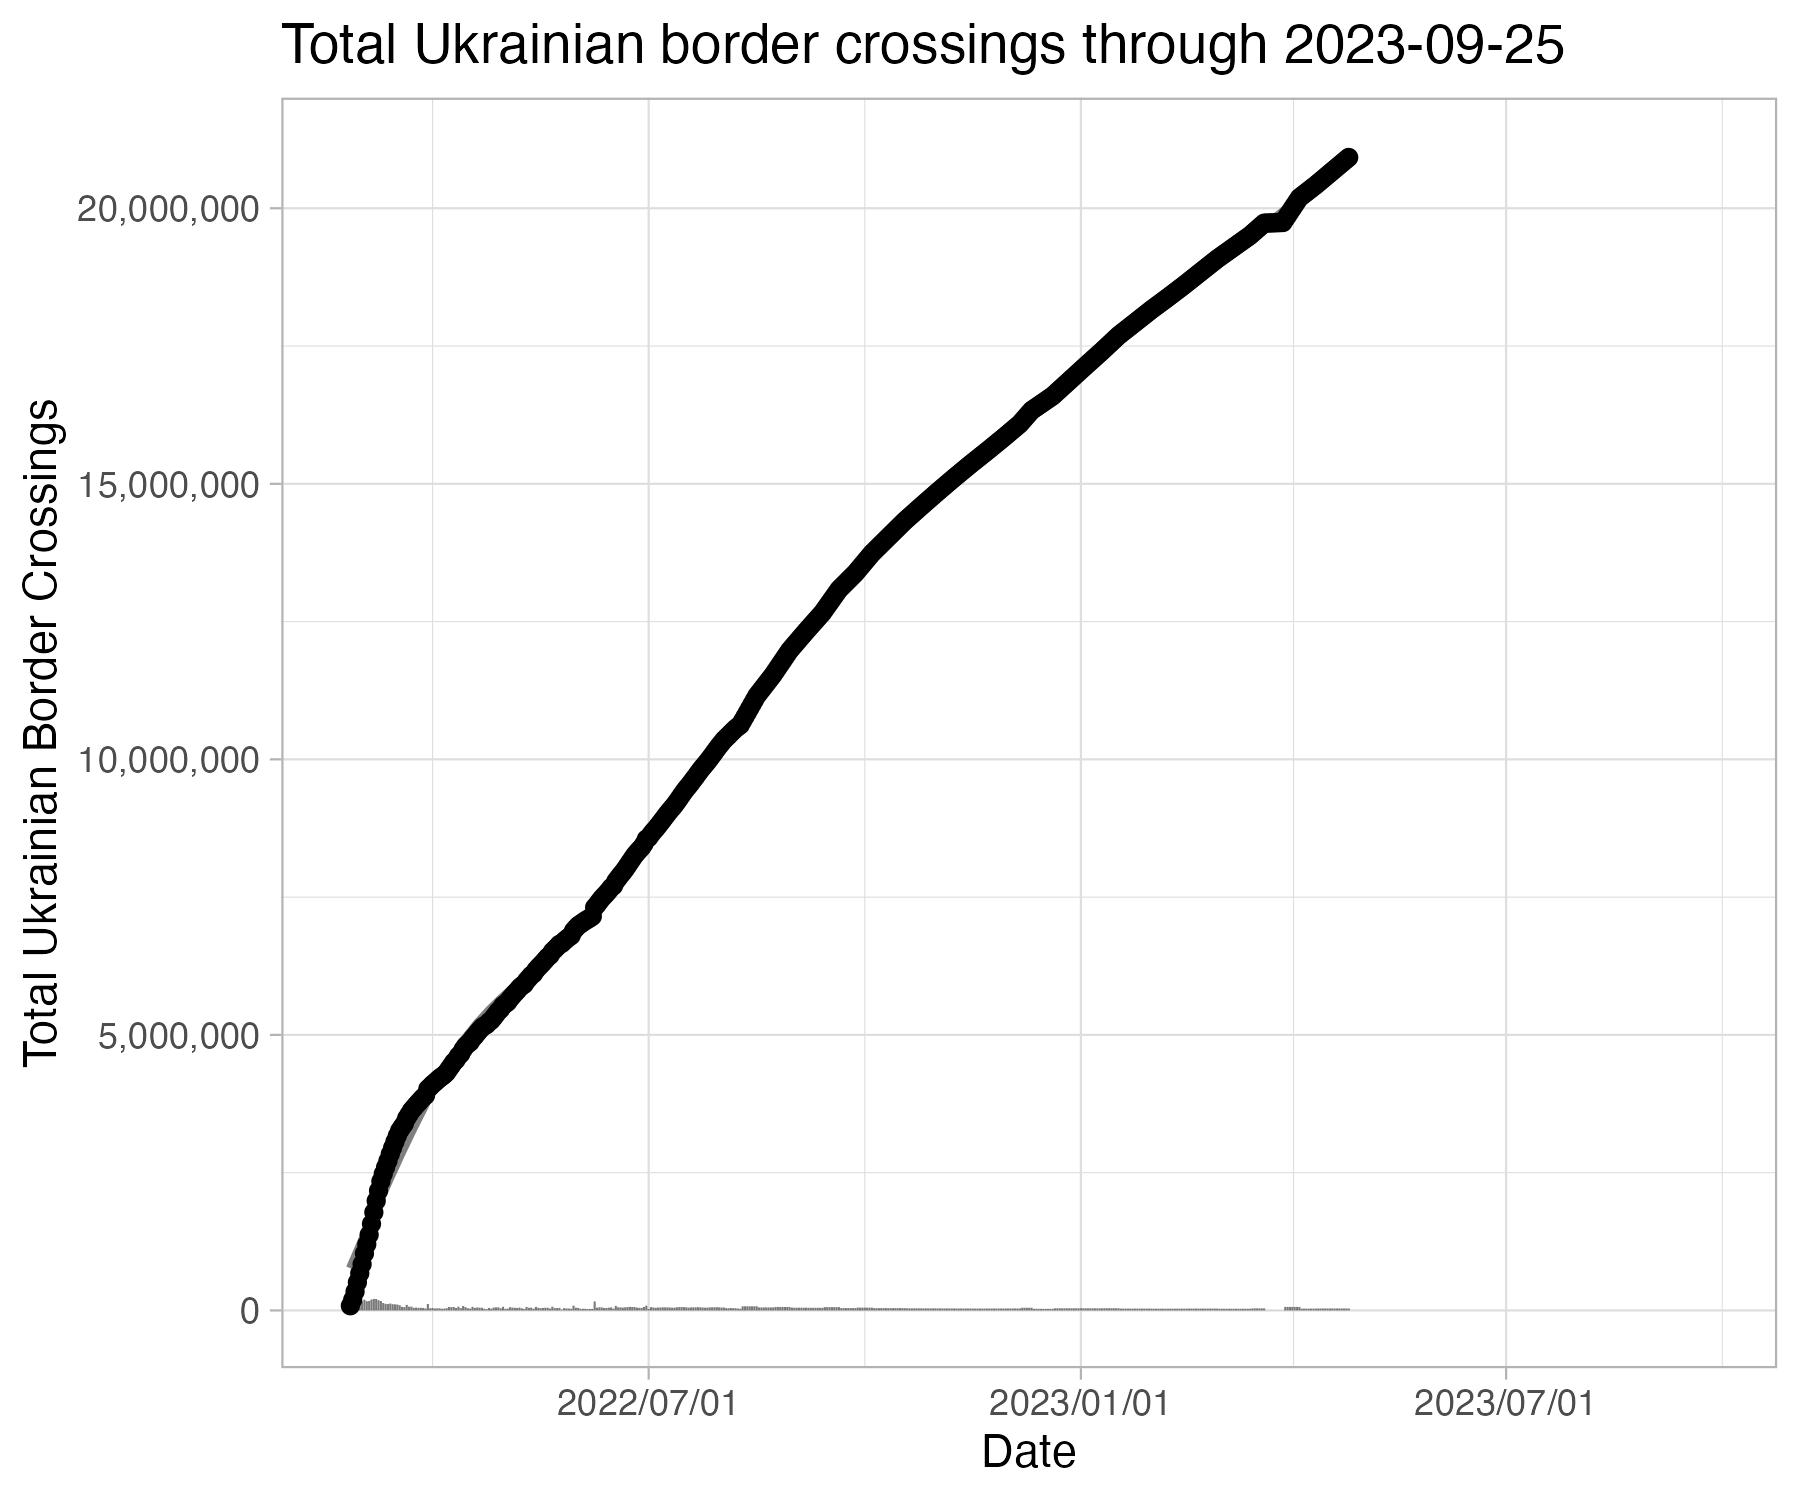 Total Ukrainian border crossings through 2023-09-25
Total Ukrainian Border Crossings
20,000,000
15,000,000
10,000,000
5,000,000
0
2022/07/01
2023/01/01
2023/07/01
Date